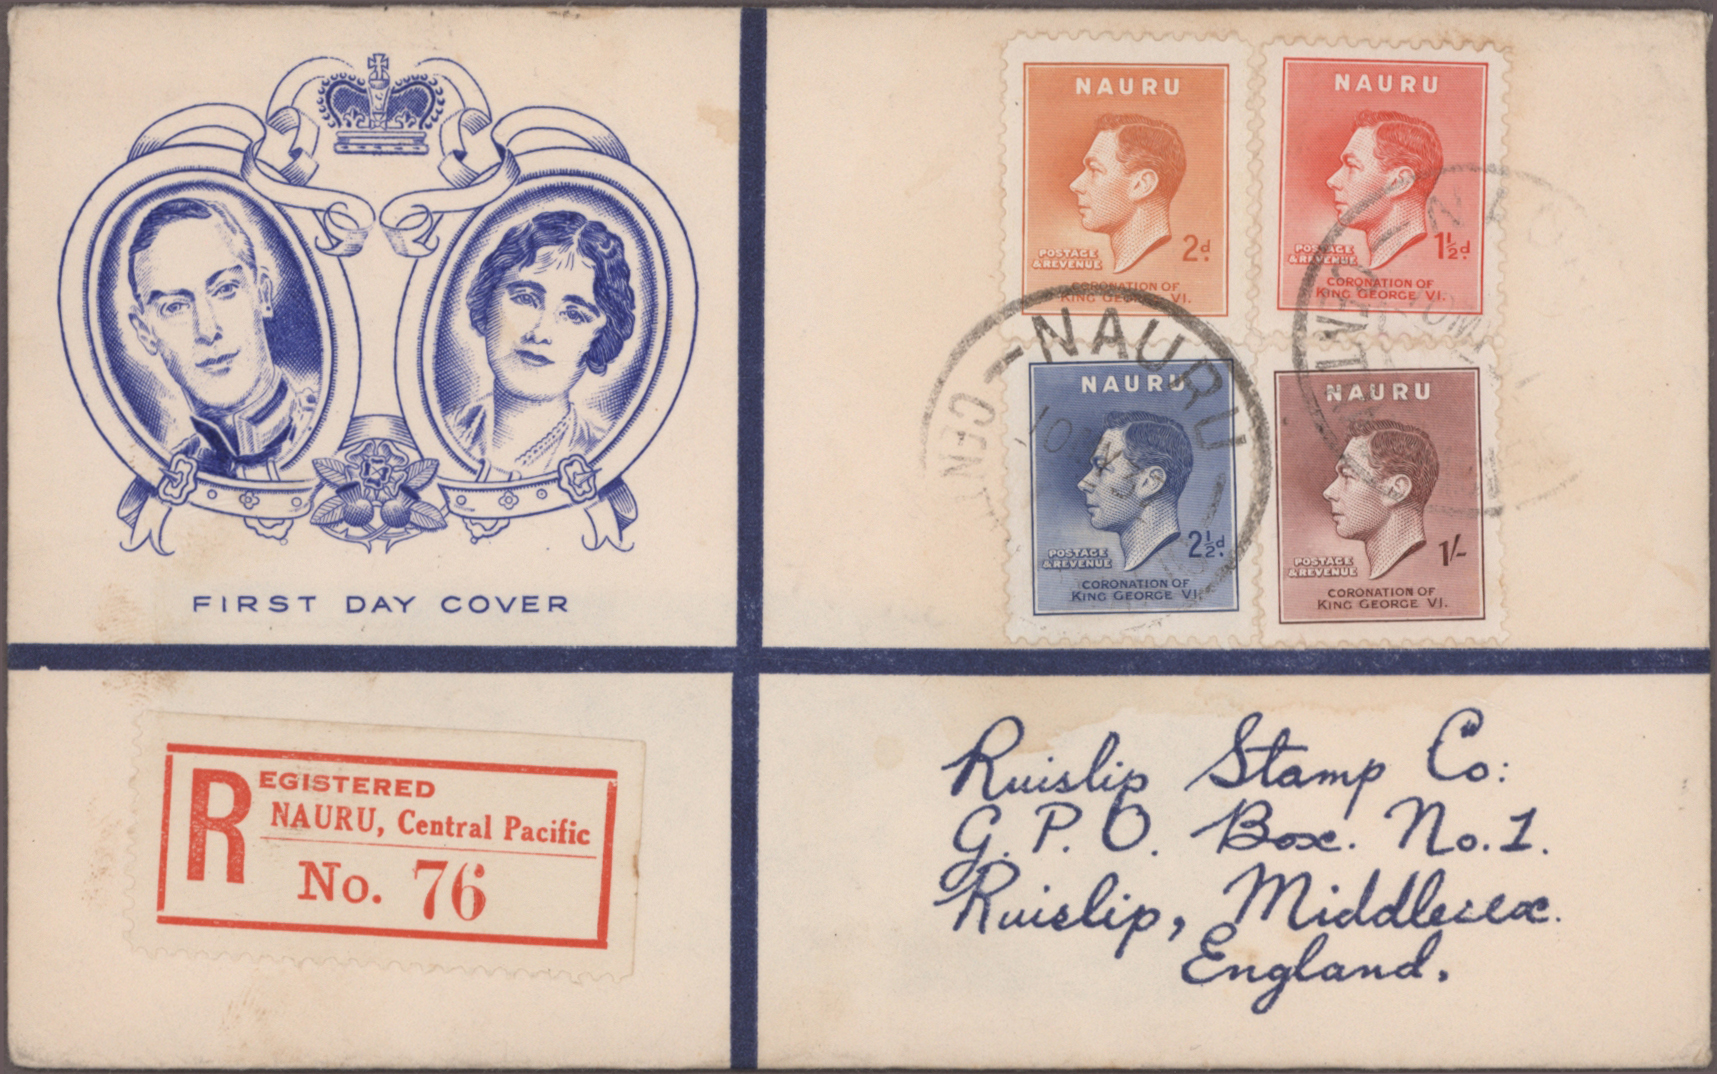 FIRST DAY COVER
NAURU
POSTAGE
& REVENUE
2d.
CORONATION OF
KING GEORGE VI.
NAURU
POSTAGE
& REVENUE
1½d.
CORONATION OF
KING GEORGE VI.
NAURU
POSTAGE
& REVENUE
2½d.
CORONATION OF
KING GEORGE VI.
NAURU
POSTAGE
& REVENUE
1/-
CORONATION OF
KING GEORGE VI.
NAURU
REGISTERED
NAURU, Central Pacific
No. 76
Ruislip Stamp Co:
G.P.O. Box. No.1.
Ruislip, Middlesex.
England.